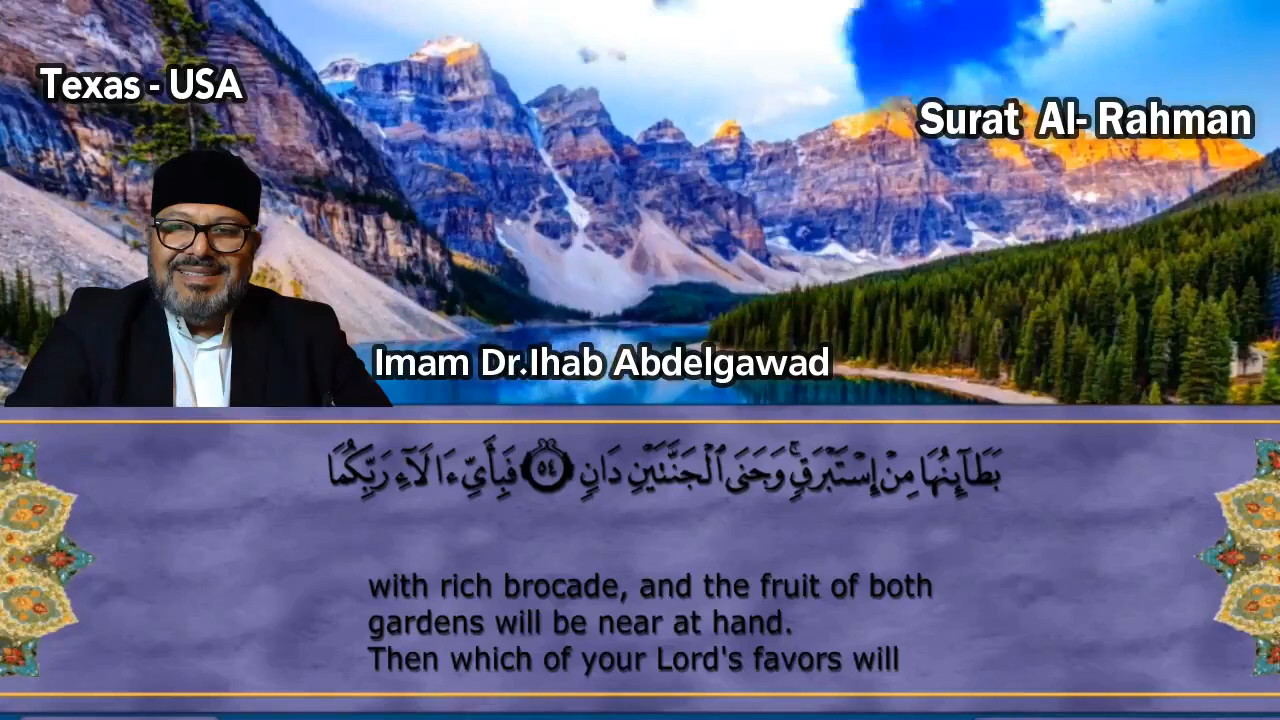 Texas - USA
Surat Al- Rahman
Imam Dr.Ihab Abdelgawad
بَطَآئِنُهَا مِنْ إِسْتَبْرَقٍۚ وَجَنَى ٱلْجَنَّتَيْنِ دَانٍ ٥٤ فَبِأَيِّ ءَالَآءِ رَبِّكُمَا
with rich brocade, and the fruit of both
gardens will be near at hand.
Then which of your Lord's favors will